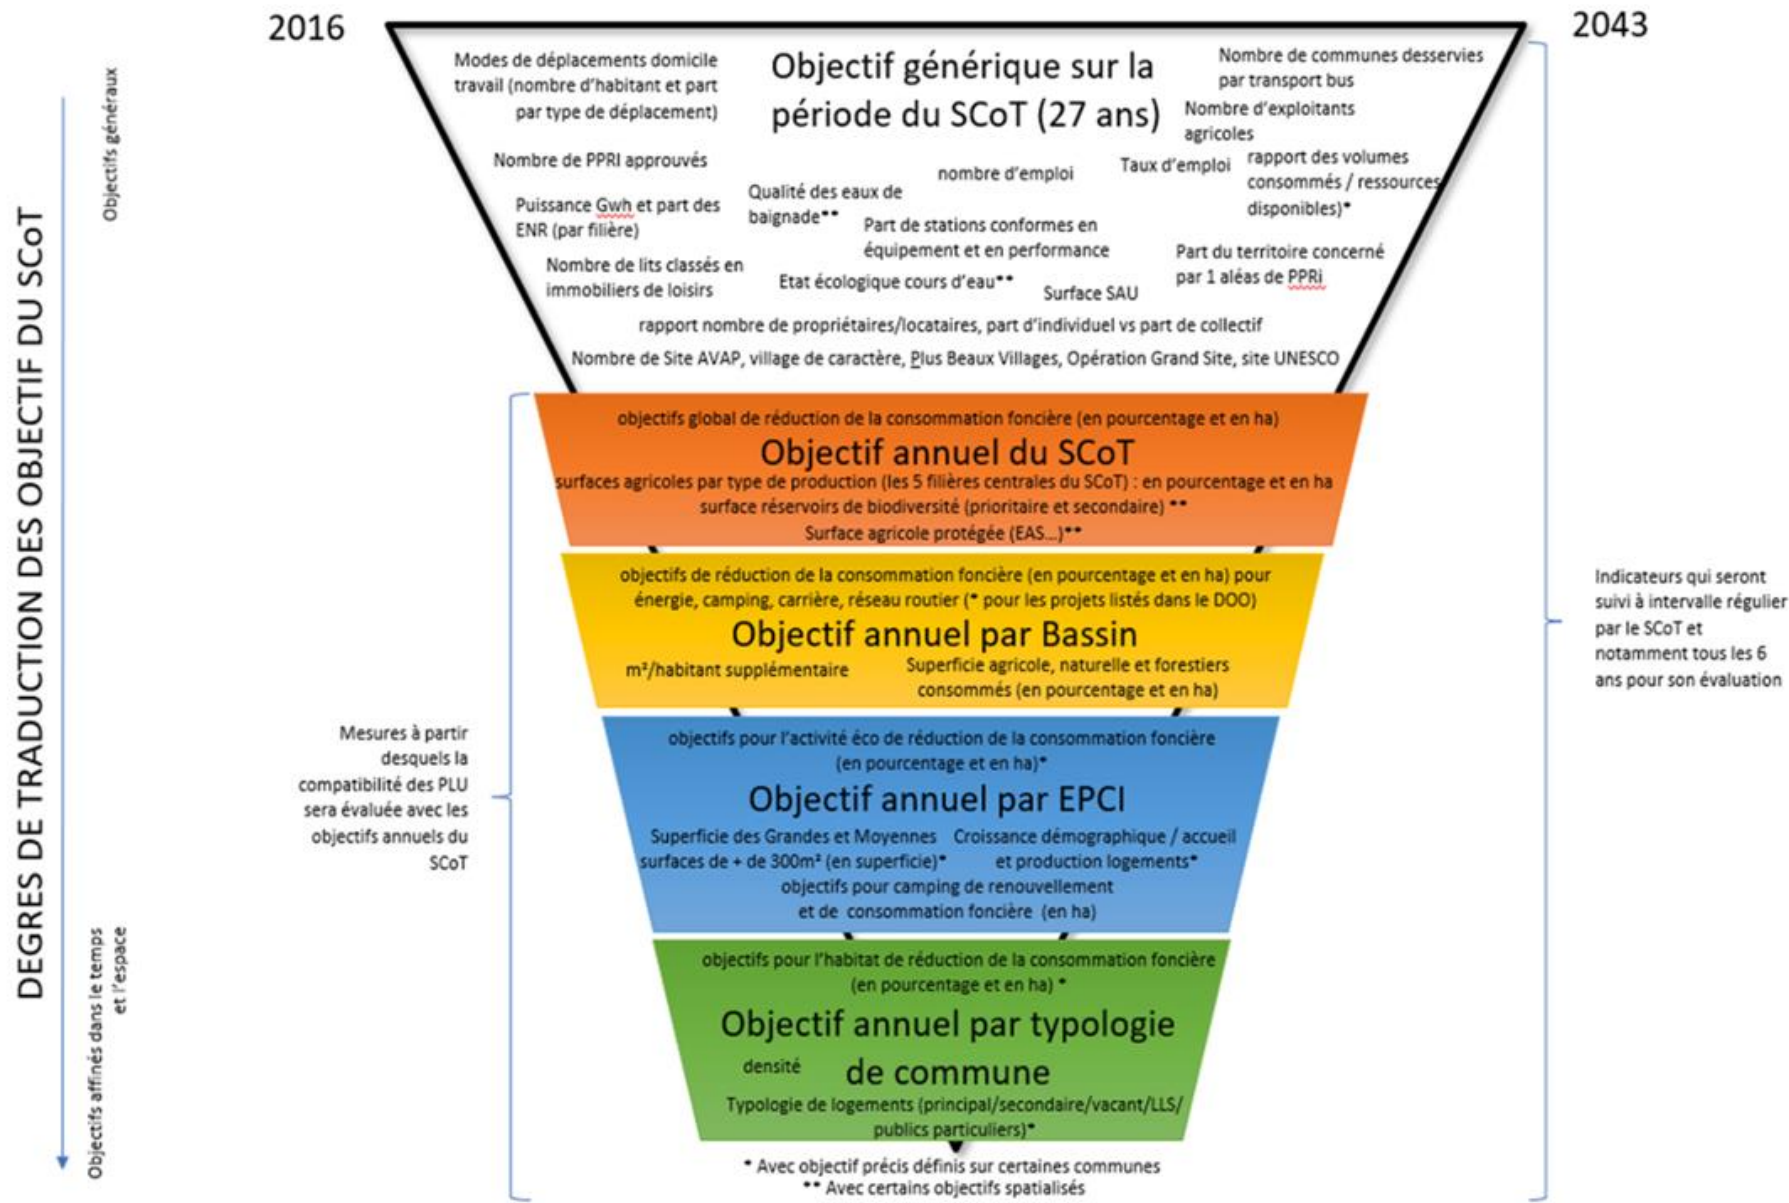 2016
2043
DEGRES DE TRADUCTION DES OBJECTIF DU SCoT
Objectifs généraux
Objectifs affinés dans le temps
et l'espace
Modes de déplacements domicile
travail (nombre d'habitant et part
par type de déplacement)
Objectif générique sur la
période du SCoT (27 ans)
Nombre de communes desservies
par transport bus
Nombre d'exploitants
agricoles
Nombre de PPRI approuvés
nombre d'emploi
Taux d'emploi
rapport des volumes
consommés / ressources
disponibles)*
Puissance Gwh et part des
ENR (par filière)
Qualité des eaux de
baignade**
Part de stations conformes en
équipement et en performance
Part du territoire concerné
par 1 aléas de PPRi
Nombre de lits classés en
immobiliers de loisirs
Etat écologique cours d'eau**
Surface SAU
rapport nombre de propriétaires/locataires, part d'individuel vs part de collectif
Nombre de Site AVAP, village de caractère, Plus Beaux Villages, Opération Grand Site, site UNESCO
objectifs global de réduction de la consommation foncière (en pourcentage et en ha)
Objectif annuel du SCoT
surfaces agricoles par type de production (les 5 filières centrales du SCoT) : en pourcentage et en ha
surface réservoirs de biodiversité (prioritaire et secondaire) **
Surface agricole protégée (EAS...)**
objectifs de réduction de la consommation foncière (en pourcentage et en ha) pour
énergie, camping, carrière, réseau routier (* pour les projets listés dans le DOO)
Objectif annuel par Bassin
m²/habitant supplémentaire
Superficie agricole, naturelle et forestiers
consommés (en pourcentage et en ha)
objectifs pour l'activité éco de réduction de la consommation foncière
(en pourcentage et en ha)*
Objectif annuel par EPCI
Superficie des Grandes et Moyennes
surfaces de + de 300m² (en superficie)*
Croissance démographique / accueil
et production logements*
objectifs pour camping de renouvellement
et de consommation foncière (en ha)
objectifs pour l'habitat de réduction de la consommation foncière
(en pourcentage et en ha) *
Objectif annuel par typologie
de commune
densité
Typologie de logements (principal/secondaire/vacant/LLS/
publics particuliers)*
* Avec objectif précis définis sur certaines communes
** Avec certains objectifs spatialisés
Mesures à partir
desquels la
compatibilité des PLU
sera évaluée avec les
objectifs annuels du
SCoT
Indicateurs qui seront
suivi à intervalle régulier
par le SCoT et
notamment tous les 6
ans pour son évaluation